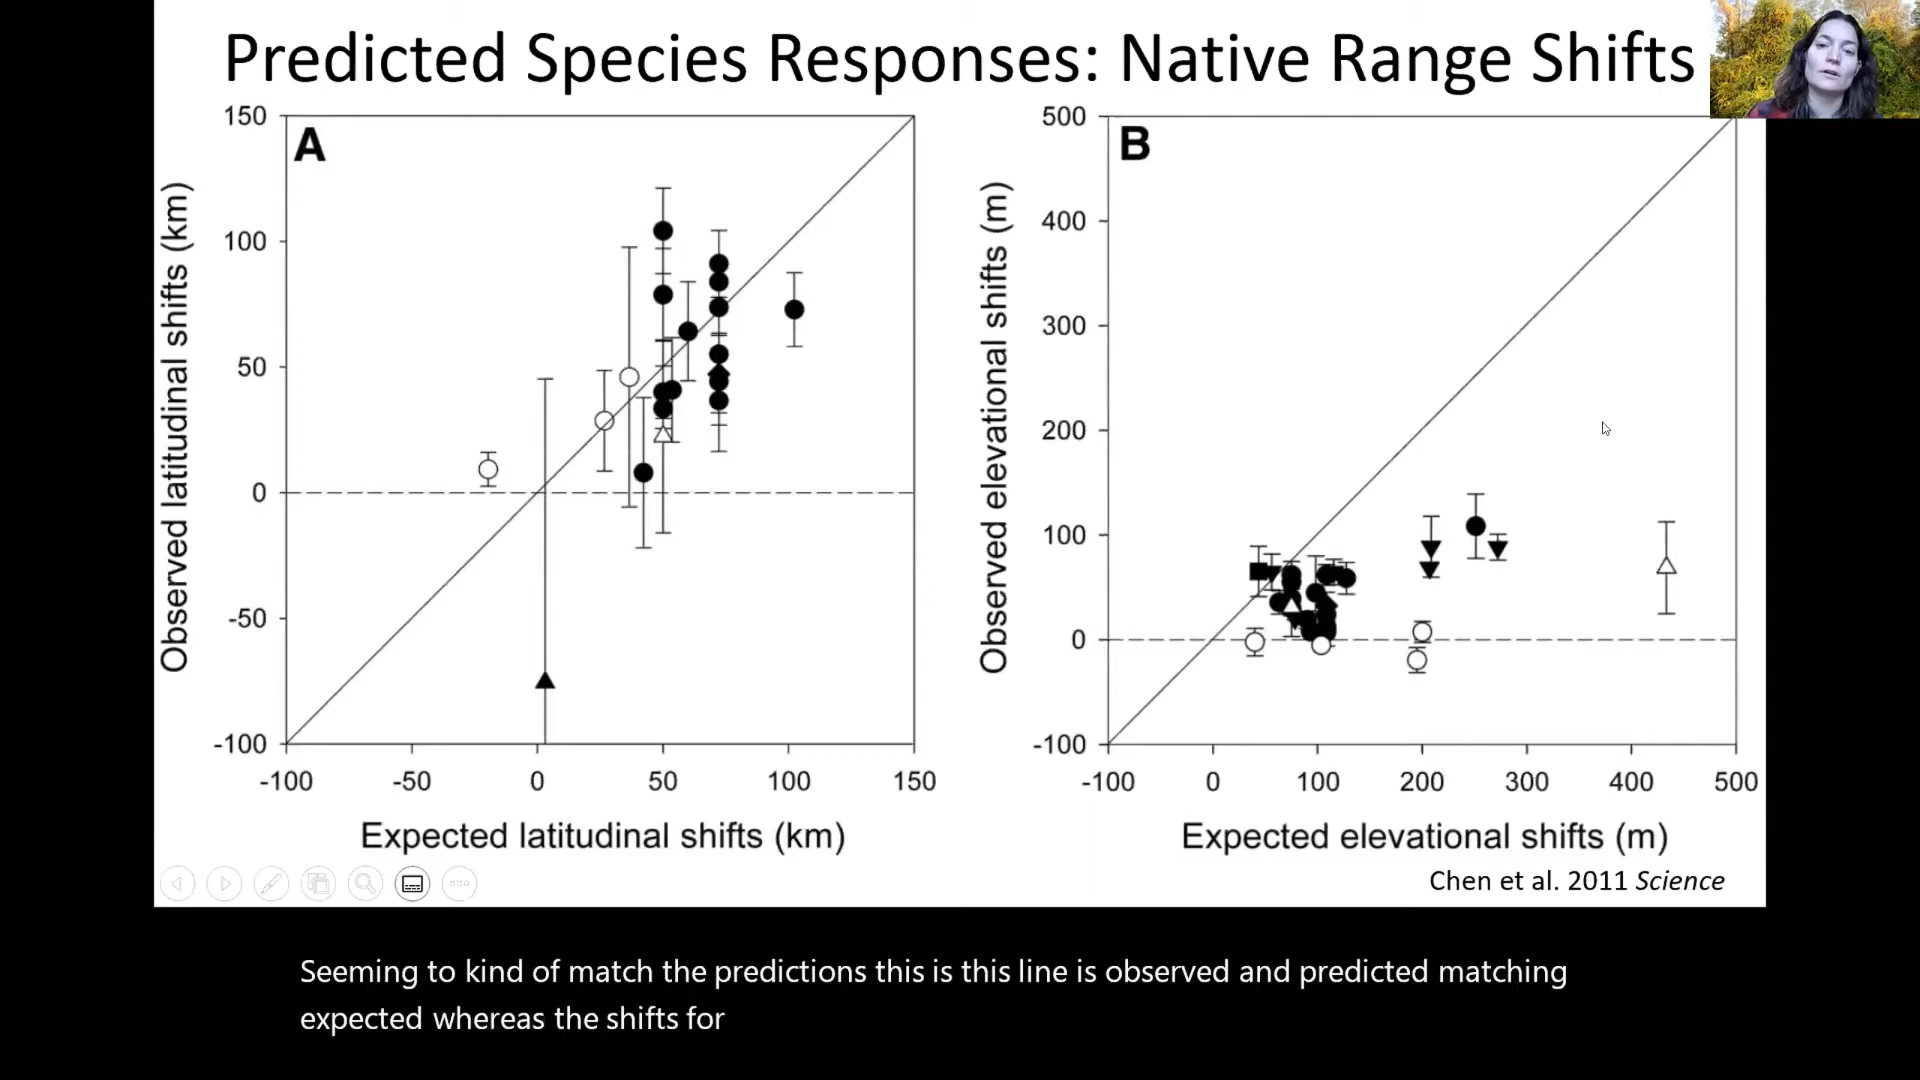 Predicted Species Responses: Native Range Shifts
A
Observed latitudinal shifts (km)
150
100
50
0
-50
-100
-100 -50 0 50 100 150
Expected latitudinal shifts (km)
B
Observed elevational shifts (m)
500
400
300
200
100
0
-100
-100 0 100 200 300 400 500
Expected elevational shifts (m)
Chen et al. 2011 Science
Seeming to kind of match the predictions this is this line is observed and predicted matching
expected whereas the shifts for